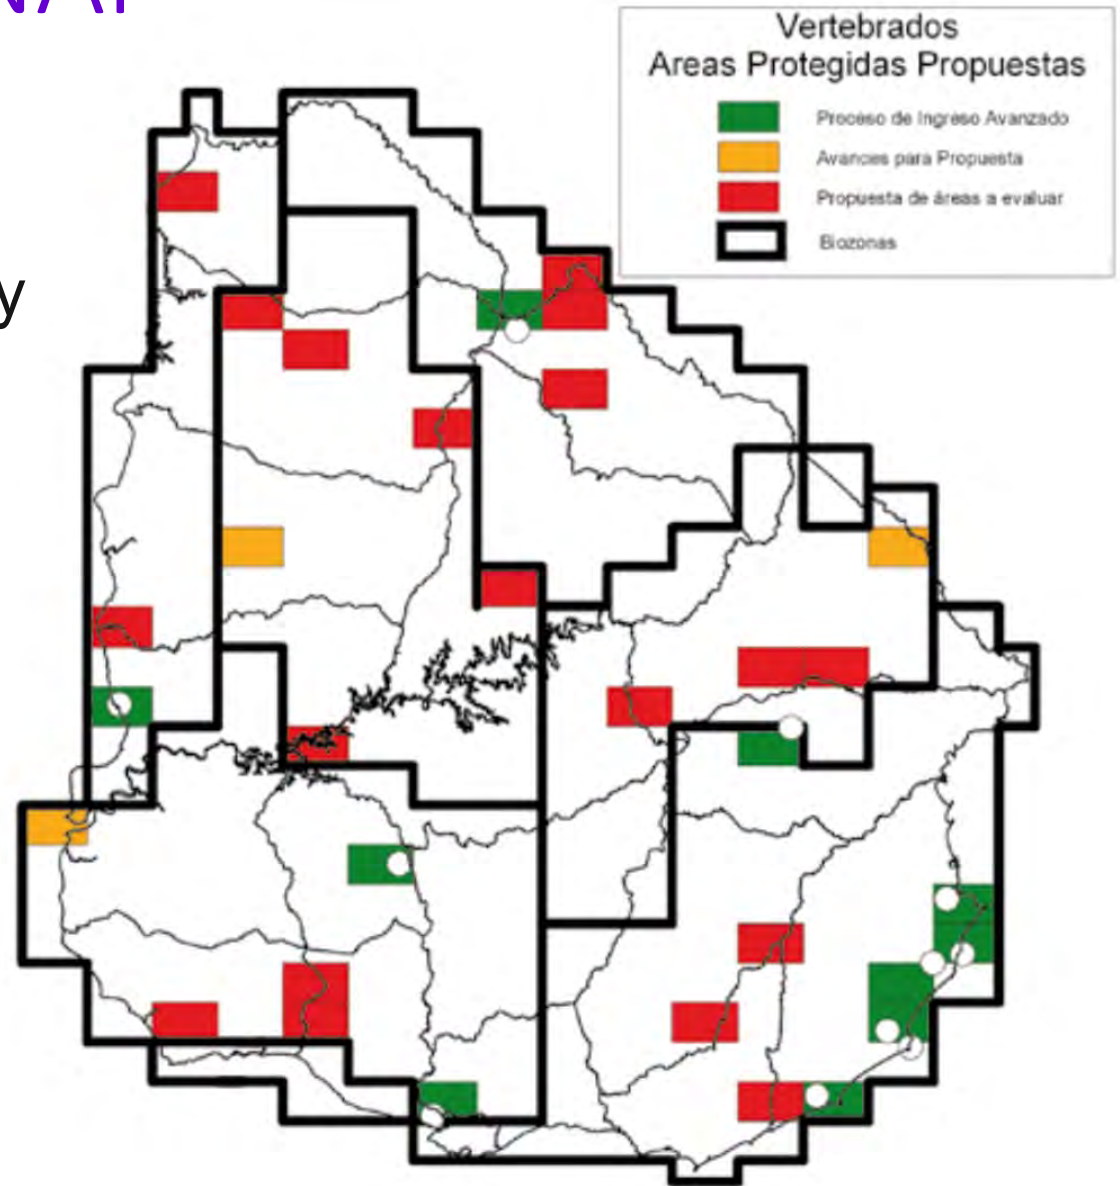 Vertebrados
Areas Protegidas Propuestas
Proceso de Ingreso Avanzado
Avances para Propuesta
Propuesta de áreas a evaluar
Biozonas
y